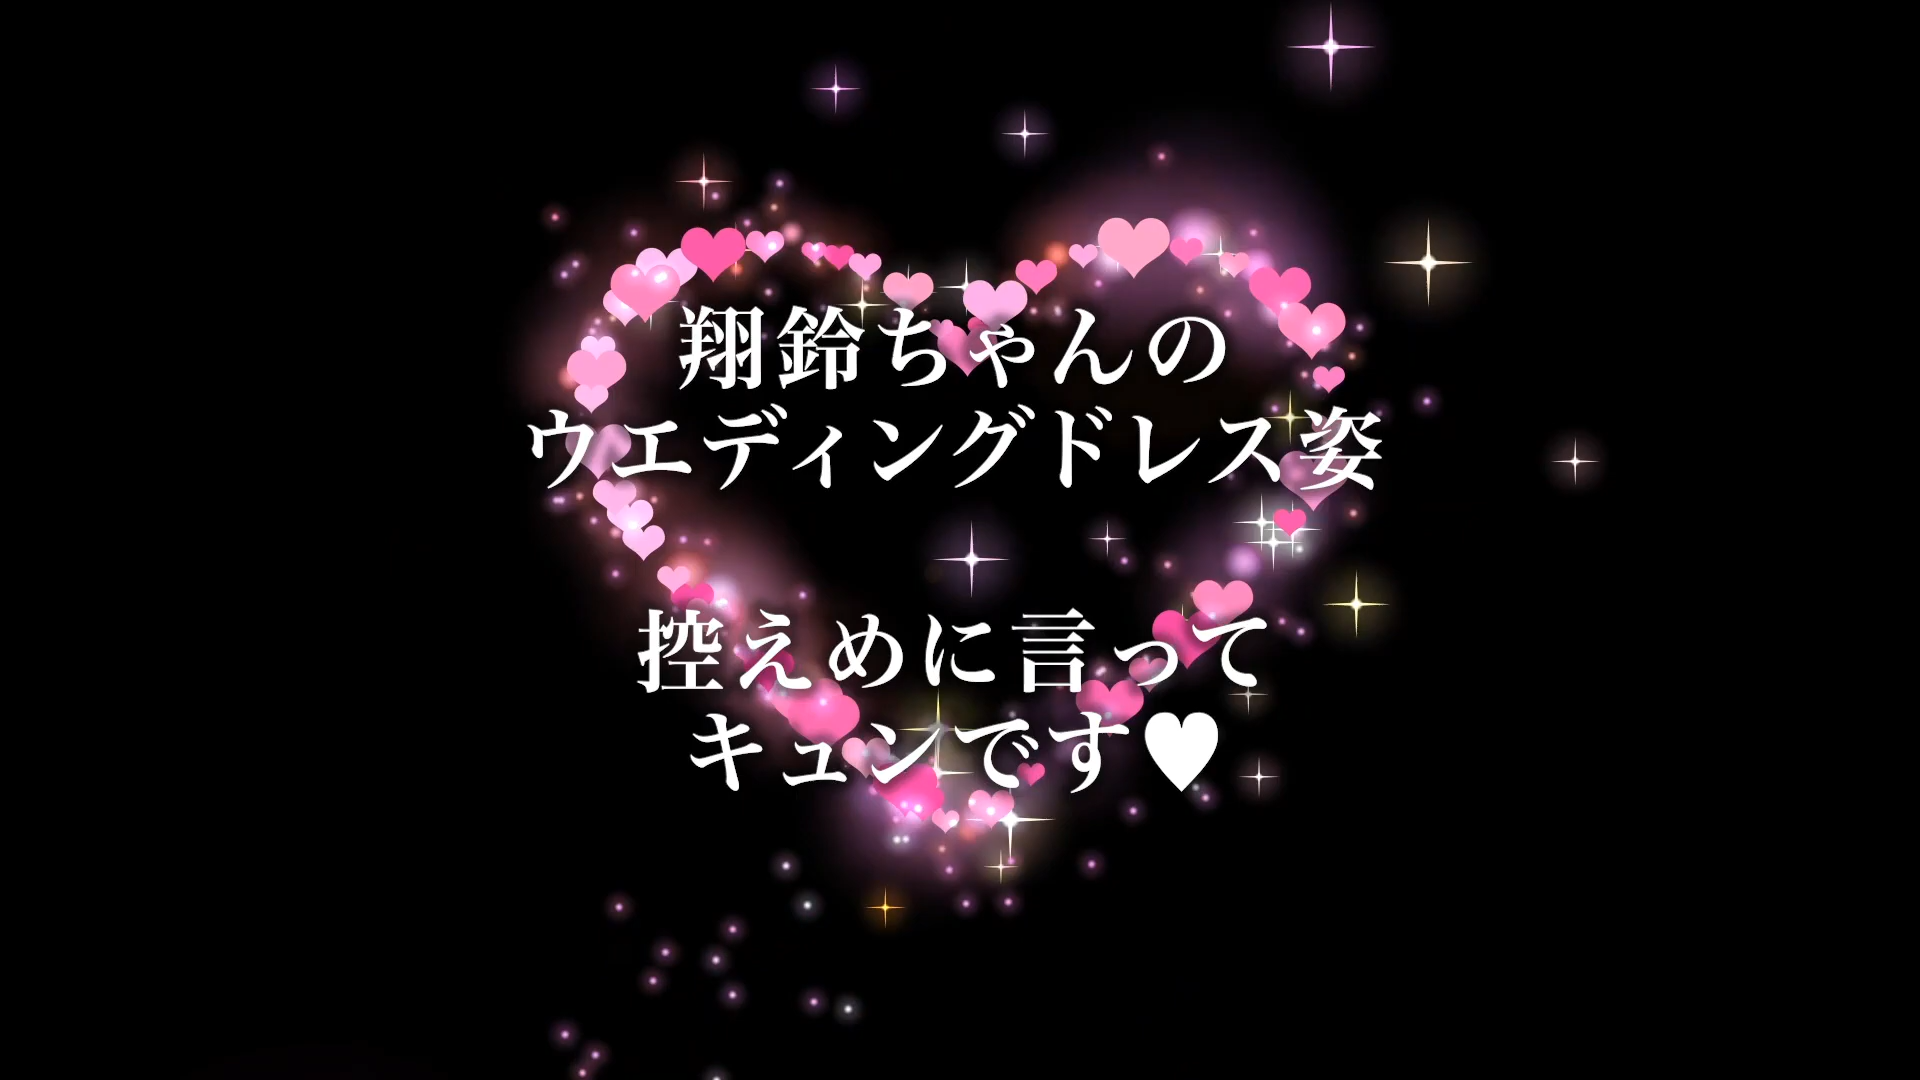 翔鈴ちゃんの
ウエディングドレス姿
控えめに言って
キュンです♥